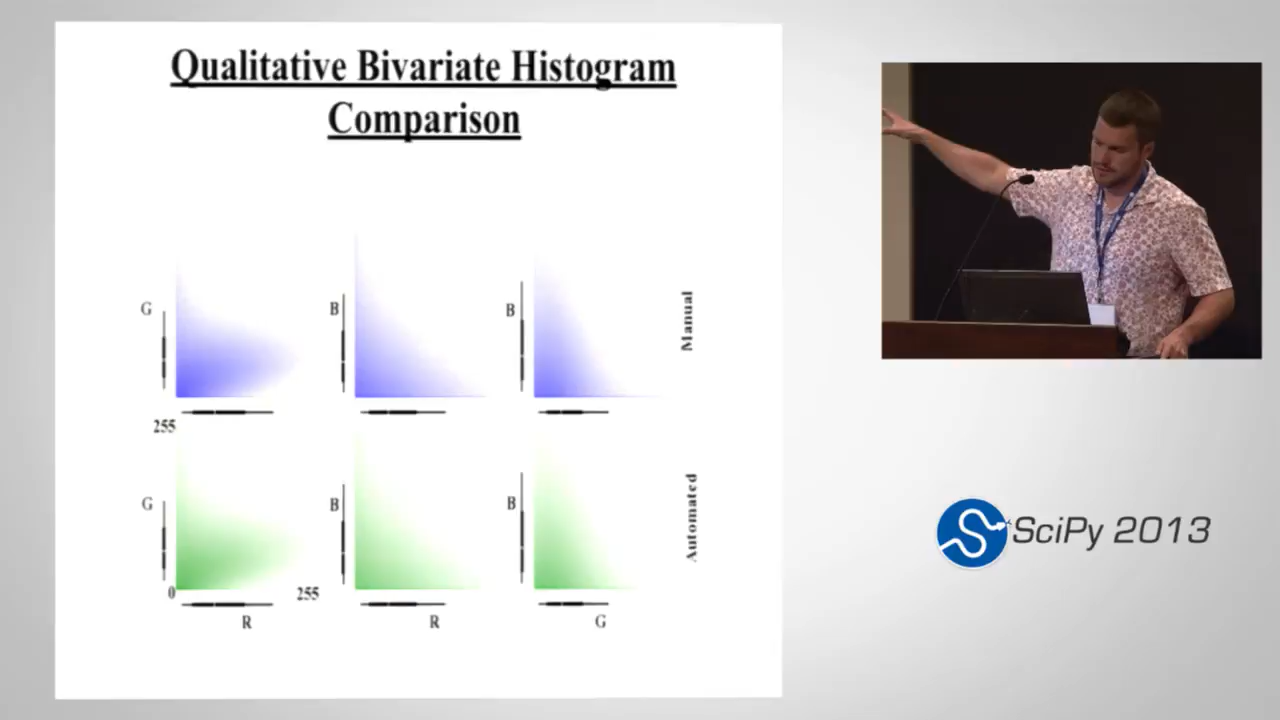 Qualitative Bivariate Histogram
Comparison
G
B
B
Manual
255
G
B
B
Automated
0
255
R
R
G
SciPy 2013